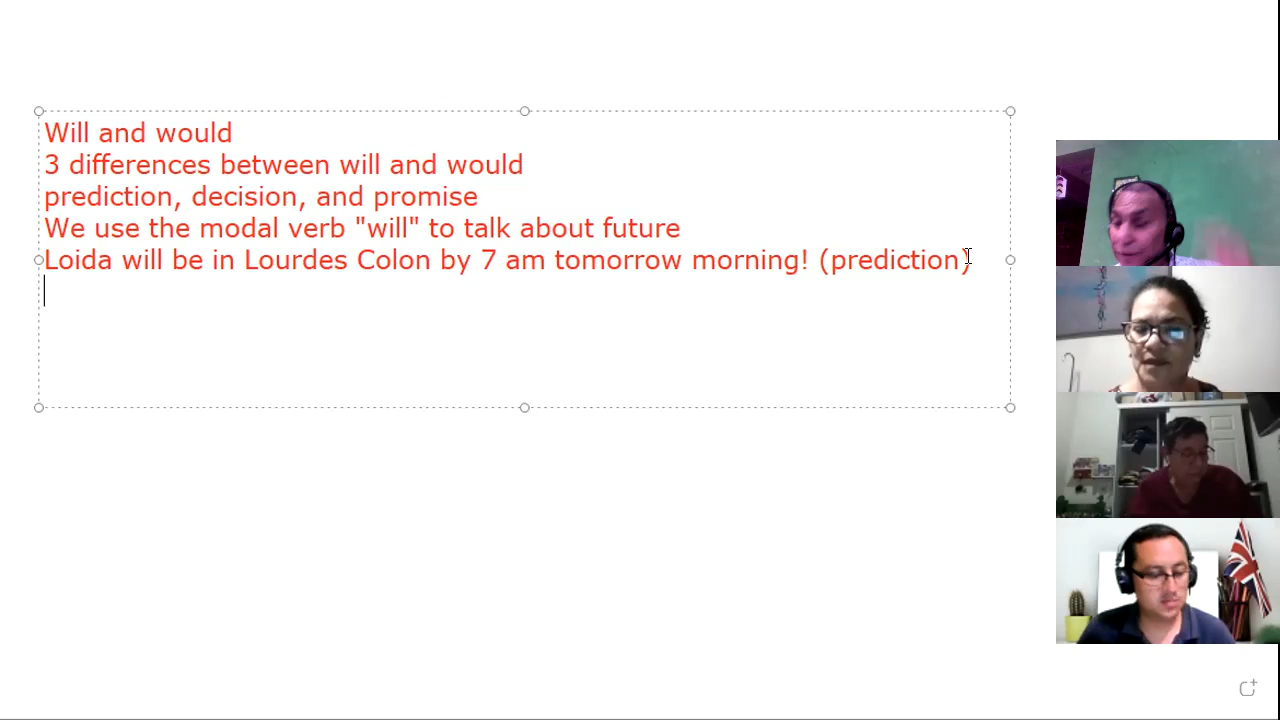 Will and would
3 differences between will and would
prediction, decision, and promise
We use the modal verb "will" to talk about future
Loida will be in Lourdes Colon by 7 am tomorrow morning! (prediction)